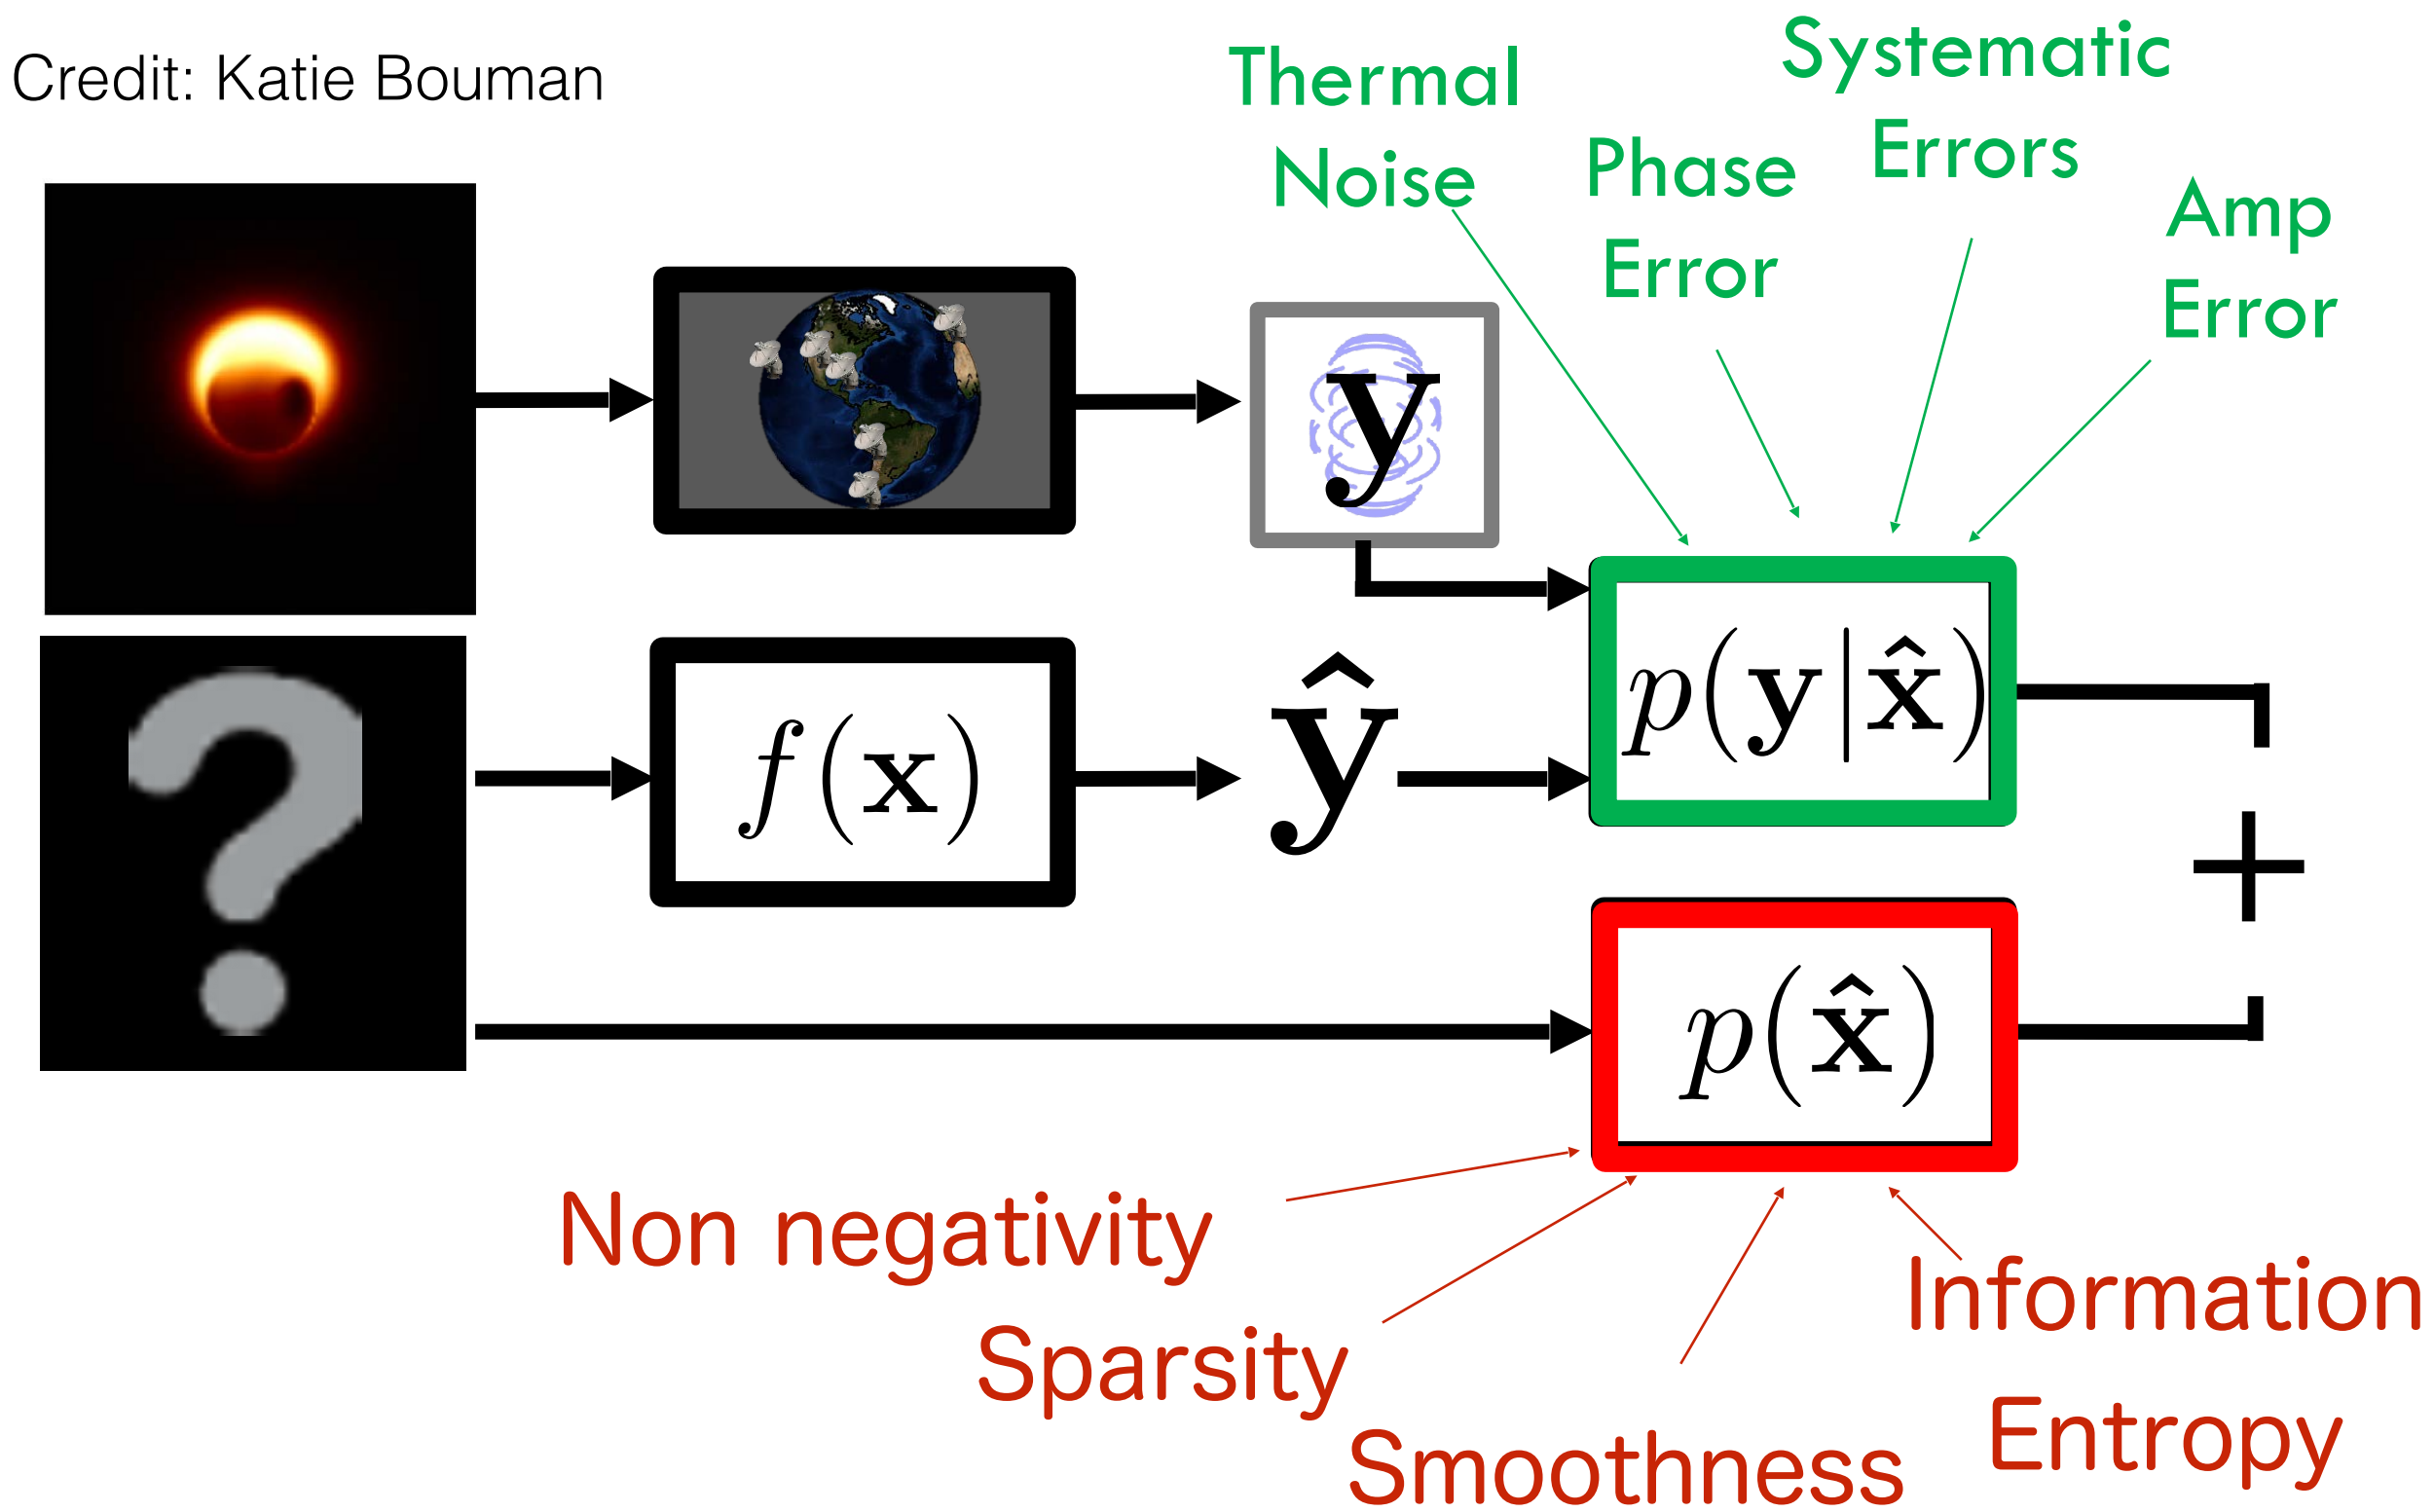 Credit: Katie Bouman
Thermal
Noise
Phase
Error
Systematic
Errors
Amp
Error
y
f(x)
ŷ
p(y|x̂)
+
p(x̂)
?
Non negativity
Sparsity
Smoothness
Information
Entropy